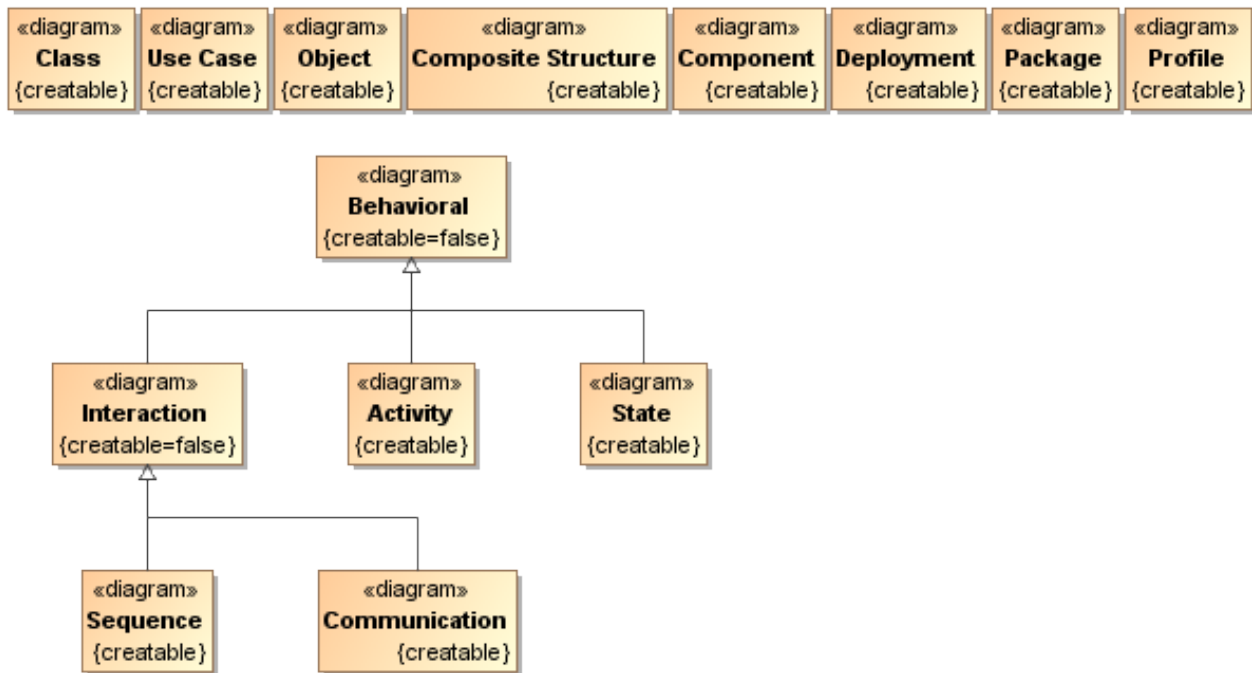 «diagram» «diagram» «diagram» «diagram» «diagram» «diagram» «diagram» «diagram»
Class Use Case Object Composite Structure Component Deployment Package Profile
{creatable} {creatable} {creatable} {creatable} {creatable} {creatable} {creatable} {creatable}
«diagram»
Behavioral
{creatable=false}
«diagram» «diagram» «diagram»
Interaction Activity State
{creatable=false} {creatable} {creatable}
«diagram» «diagram»
Sequence Communication
{creatable} {creatable}